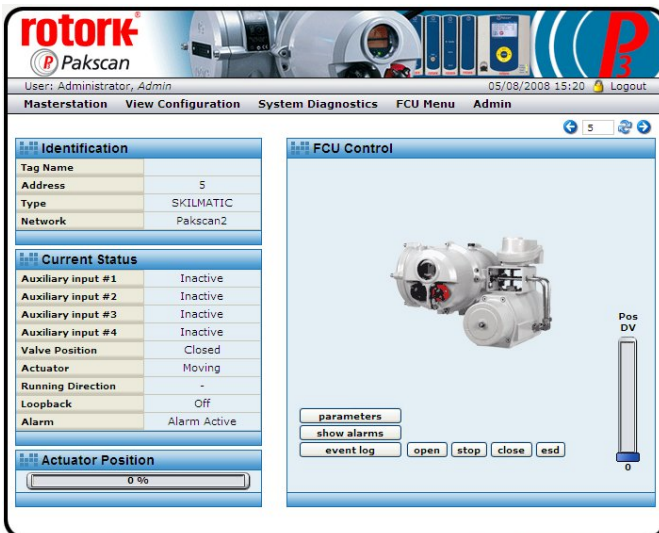 rotork
Pakscan
P3
User: Administrator, Admin 05/08/2008 15:20 Logout
Masterstation View Configuration System Diagnostics FCU Menu Admin
5
Identification
Tag Name
Address 5
Type SKILMATIC
Network Pakscan2
Current Status
Auxiliary input #1 Inactive
Auxiliary input #2 Inactive
Auxiliary input #3 Inactive
Auxiliary input #4 Inactive
Valve Position Closed
Actuator Moving
Running Direction -
Loopback Off
Alarm Alarm Active
Actuator Position
0 %
FCU Control
Pos
DV
0
parameters
show alarms
event log open stop close esd